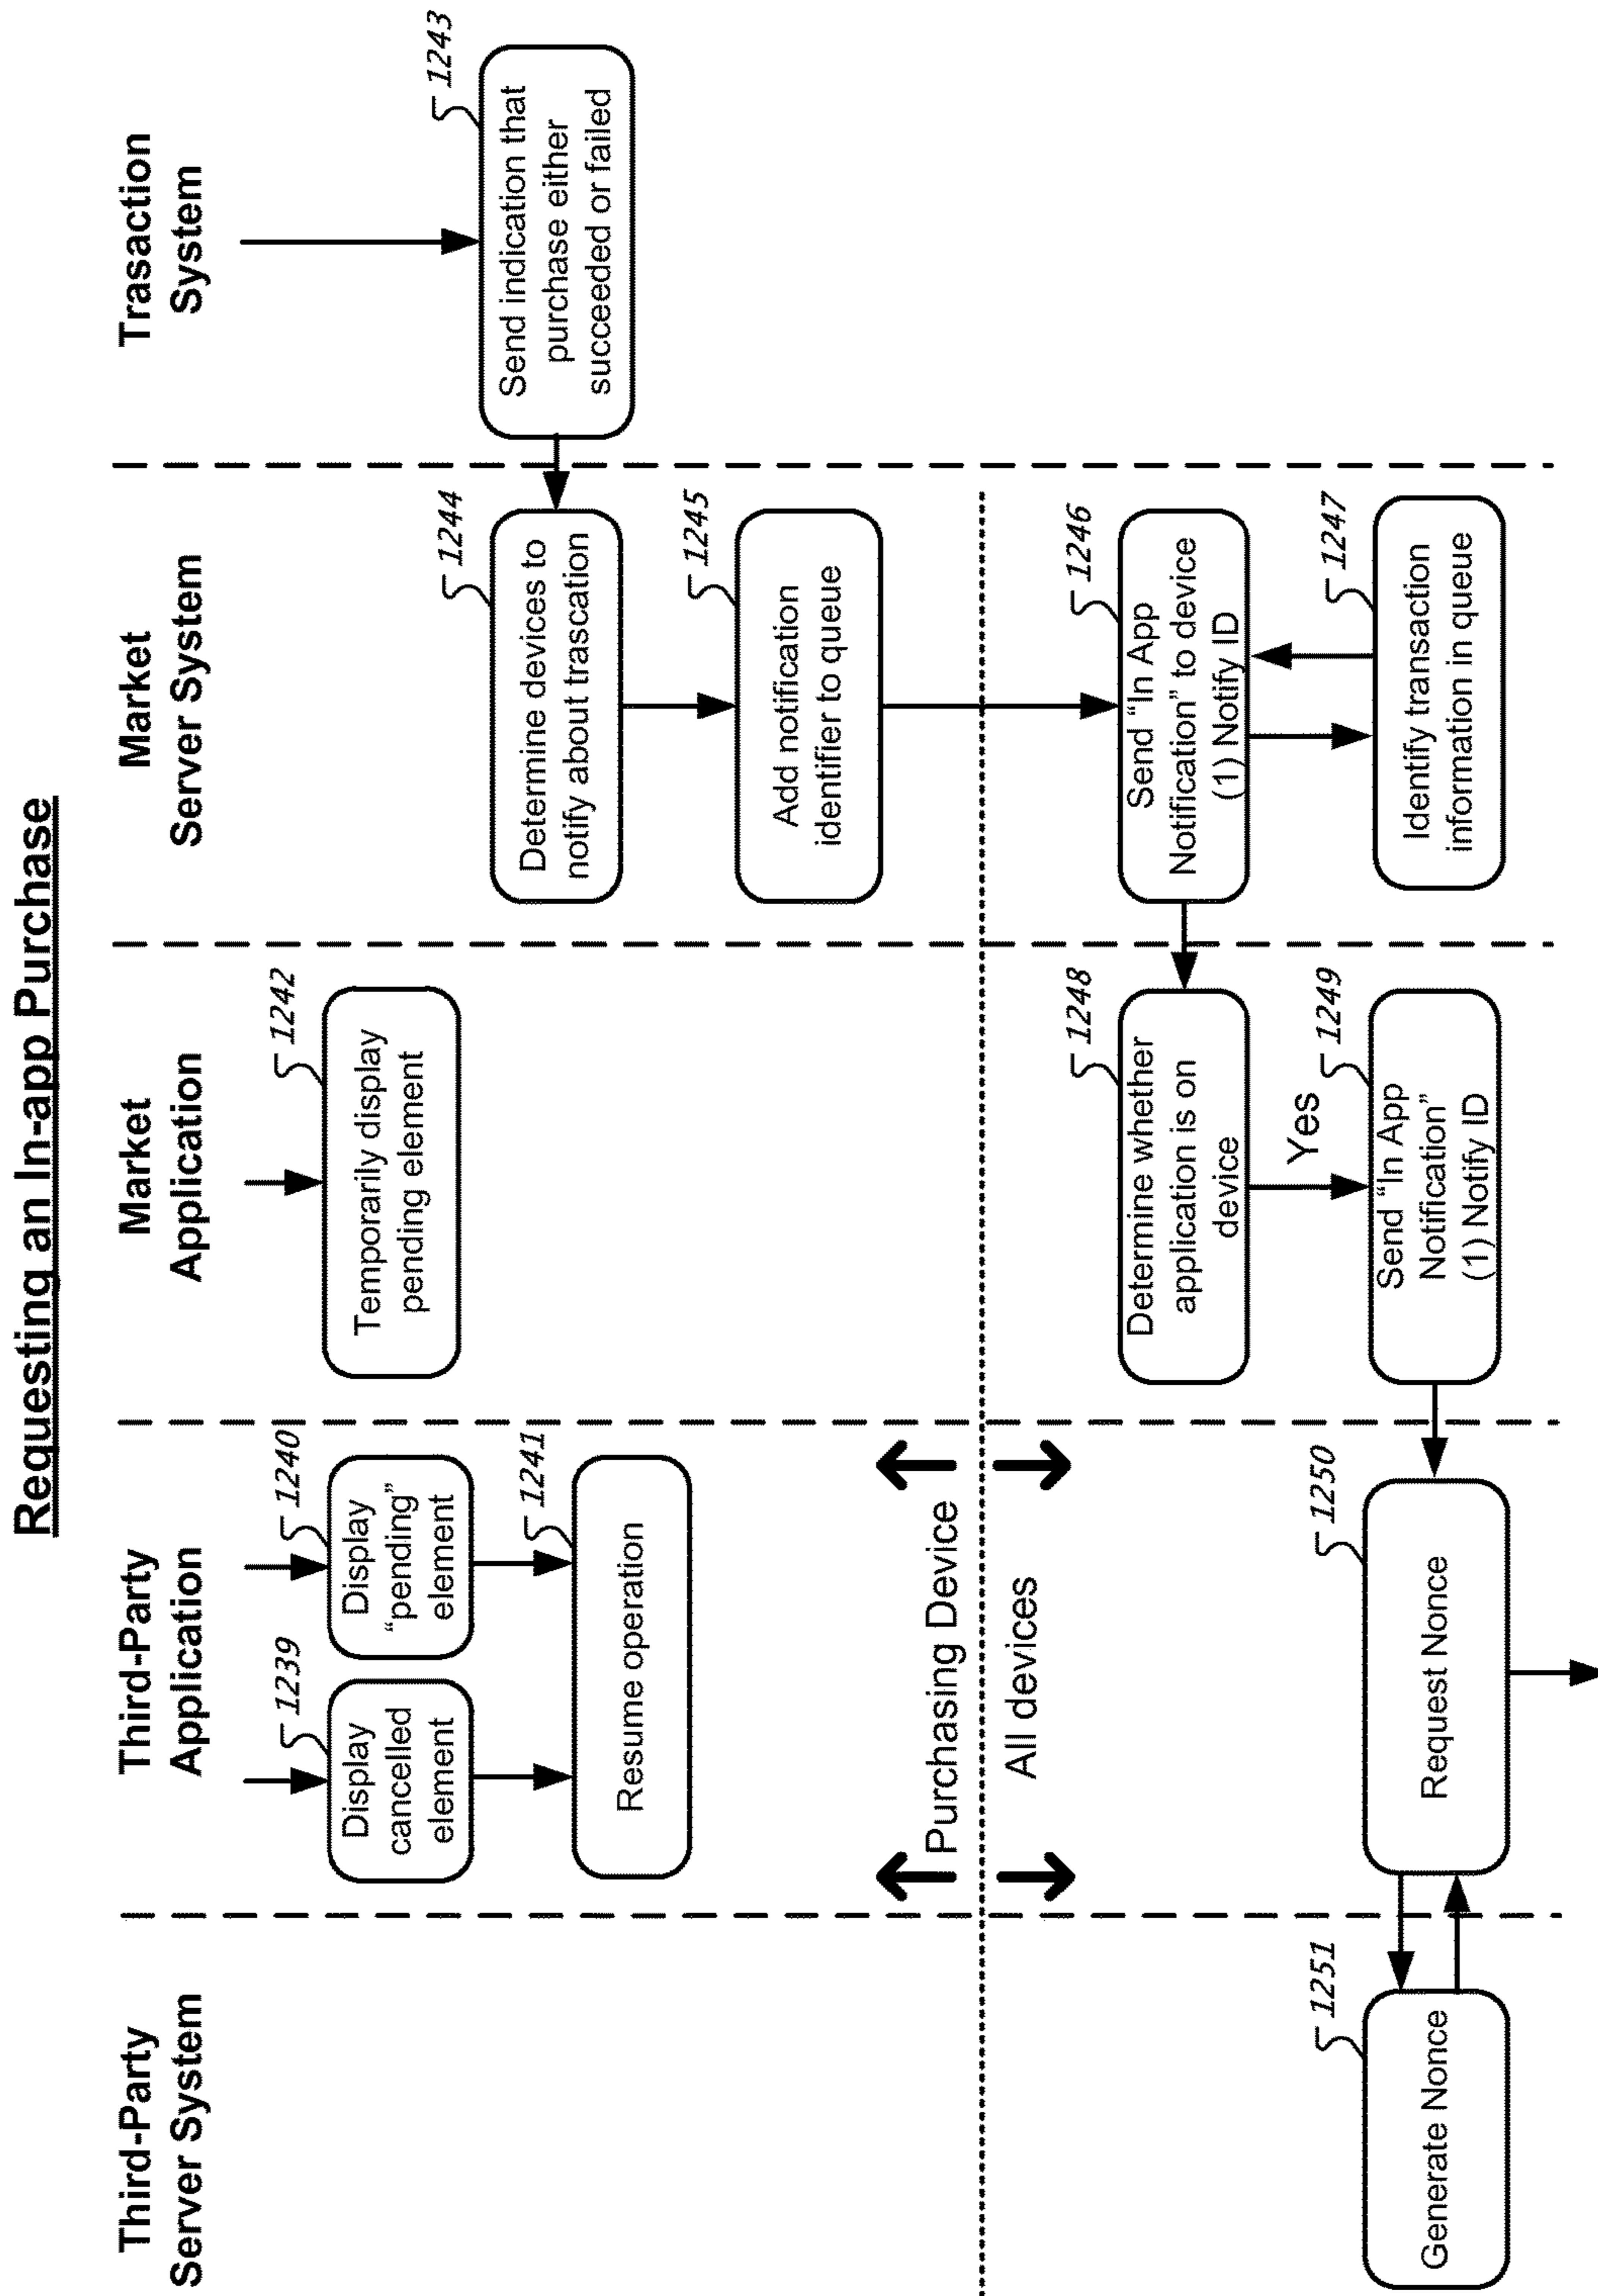 Requesting an In-app Purchase
Third-Party
Server System
Third-Party
Application
Market
Application
Market
Server System
Trasaction
System
1239
Display
cancelled
element
1240
Display
“pending”
element
1241
Resume operation
1242
Temporarily display
pending element
1243
Send indication that
purchase either
succeeded or failed
1244
Determine devices to
notify about trascation
1245
Add notification
identifier to queue
Purchasing Device
All devices
1246
Send “In App
Notification” to device
(1) Notify ID
1247
Identify transaction
information in queue
1248
Determine whether
application is on
device
Yes
1249
Send “In App
Notification”
(1) Notify ID
1250
Request Nonce
1251
Generate Nonce